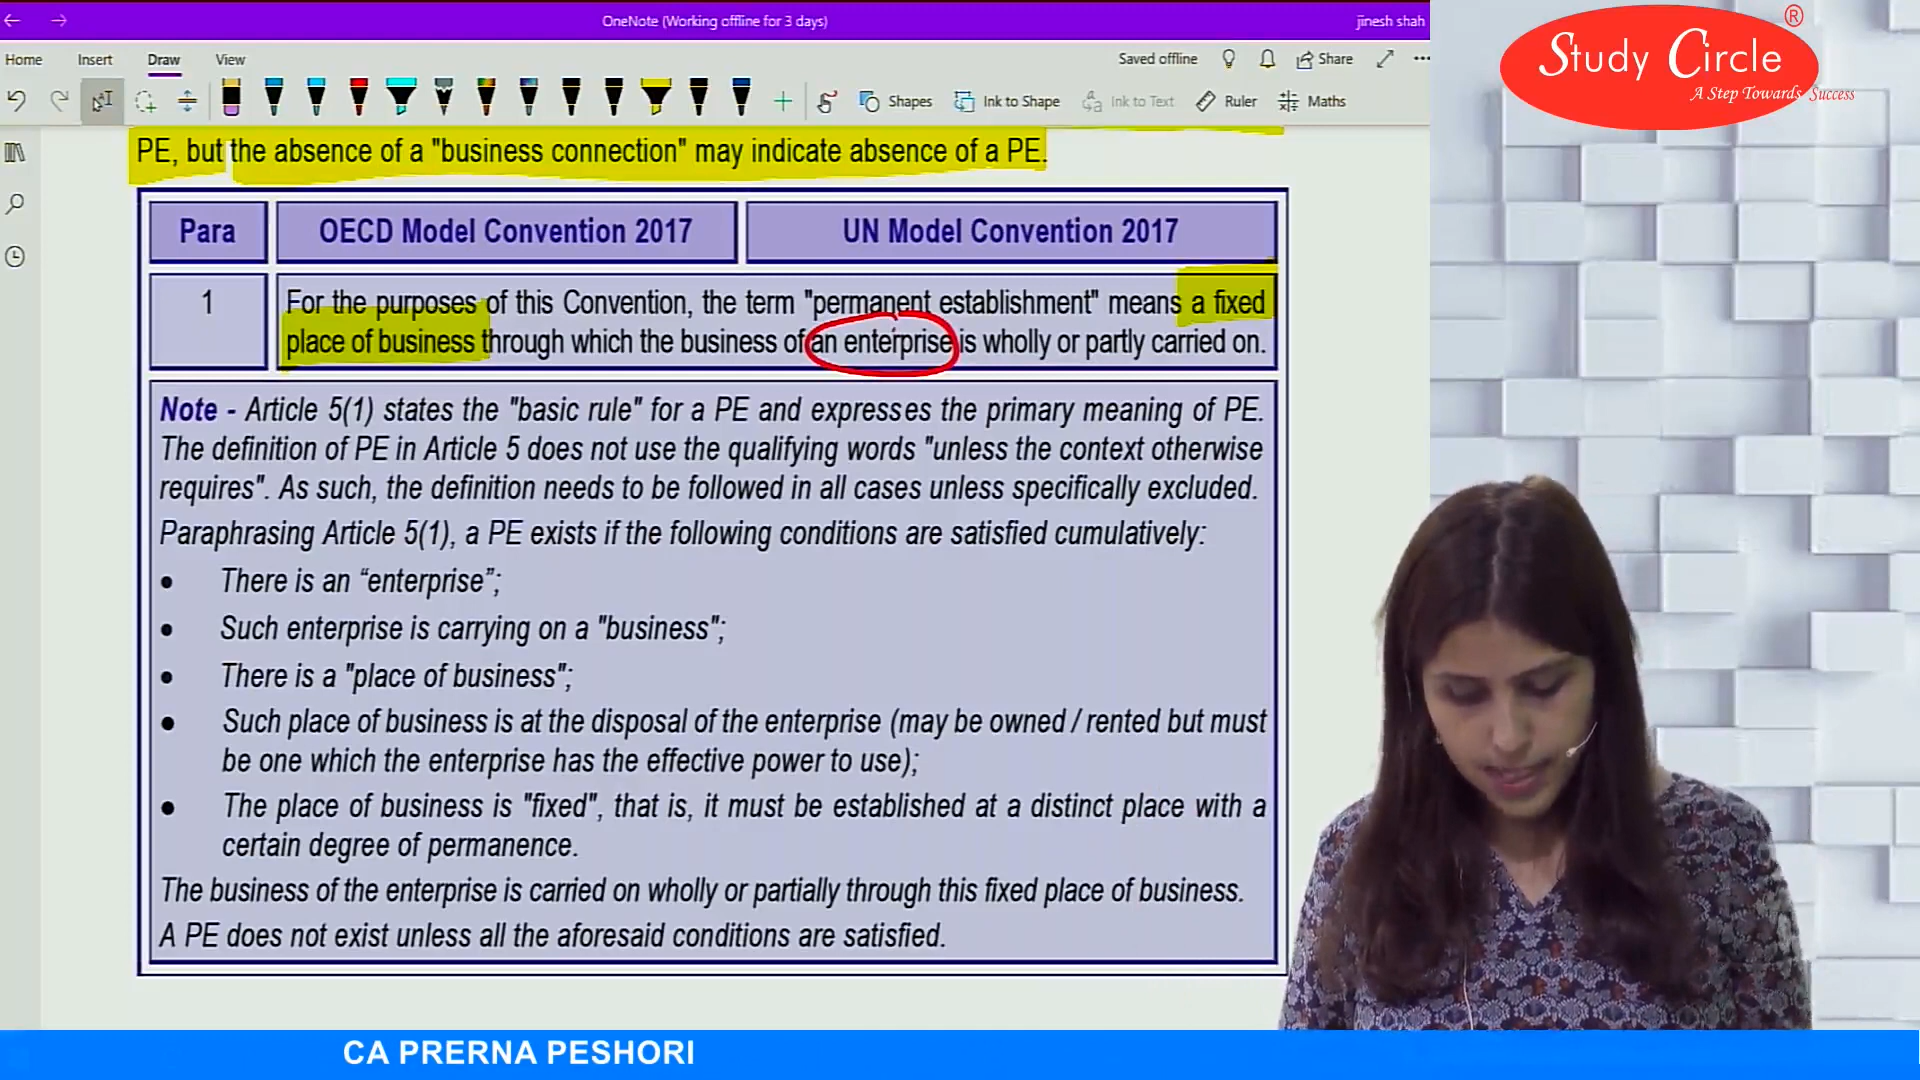 OneNote (Working offline for 3 days)
jinesh shah
Home Insert Draw View
Saved offline Share
Shapes Ink to Shape Ink to Text Ruler Maths
Study Circle ®
A Step Towards Success
PE, but the absence of a "business connection" may indicate absence of a PE.
Para OECD Model Convention 2017 UN Model Convention 2017
1 For the purposes of this Convention, the term "permanent establishment" means a fixed
place of business through which the business of an enterprise is wholly or partly carried on.
Note - Article 5(1) states the "basic rule" for a PE and expresses the primary meaning of PE.
The definition of PE in Article 5 does not use the qualifying words "unless the context otherwise
requires". As such, the definition needs to be followed in all cases unless specifically excluded.
Paraphrasing Article 5(1), a PE exists if the following conditions are satisfied cumulatively:
• There is an “enterprise”;
• Such enterprise is carrying on a "business";
• There is a "place of business";
• Such place of business is at the disposal of the enterprise (may be owned / rented but must
be one which the enterprise has the effective power to use);
• The place of business is "fixed", that is, it must be established at a distinct place with a
certain degree of permanence.
The business of the enterprise is carried on wholly or partially through this fixed place of business.
A PE does not exist unless all the aforesaid conditions are satisfied.
CA PRERNA PESHORI